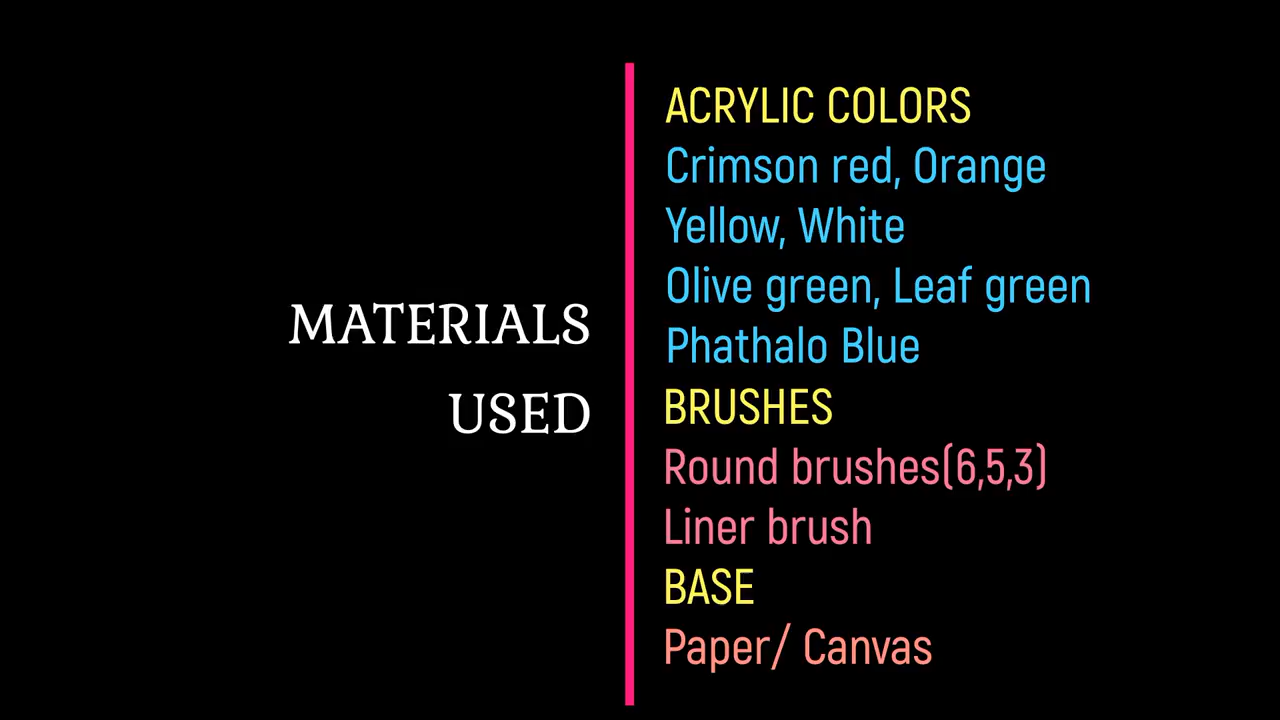 MATERIALS
USED
ACRYLIC COLORS
Crimson red, Orange
Yellow, White
Olive green, Leaf green
Phathalo Blue
BRUSHES
Round brushes(6,5,3)
Liner brush
BASE
Paper/ Canvas